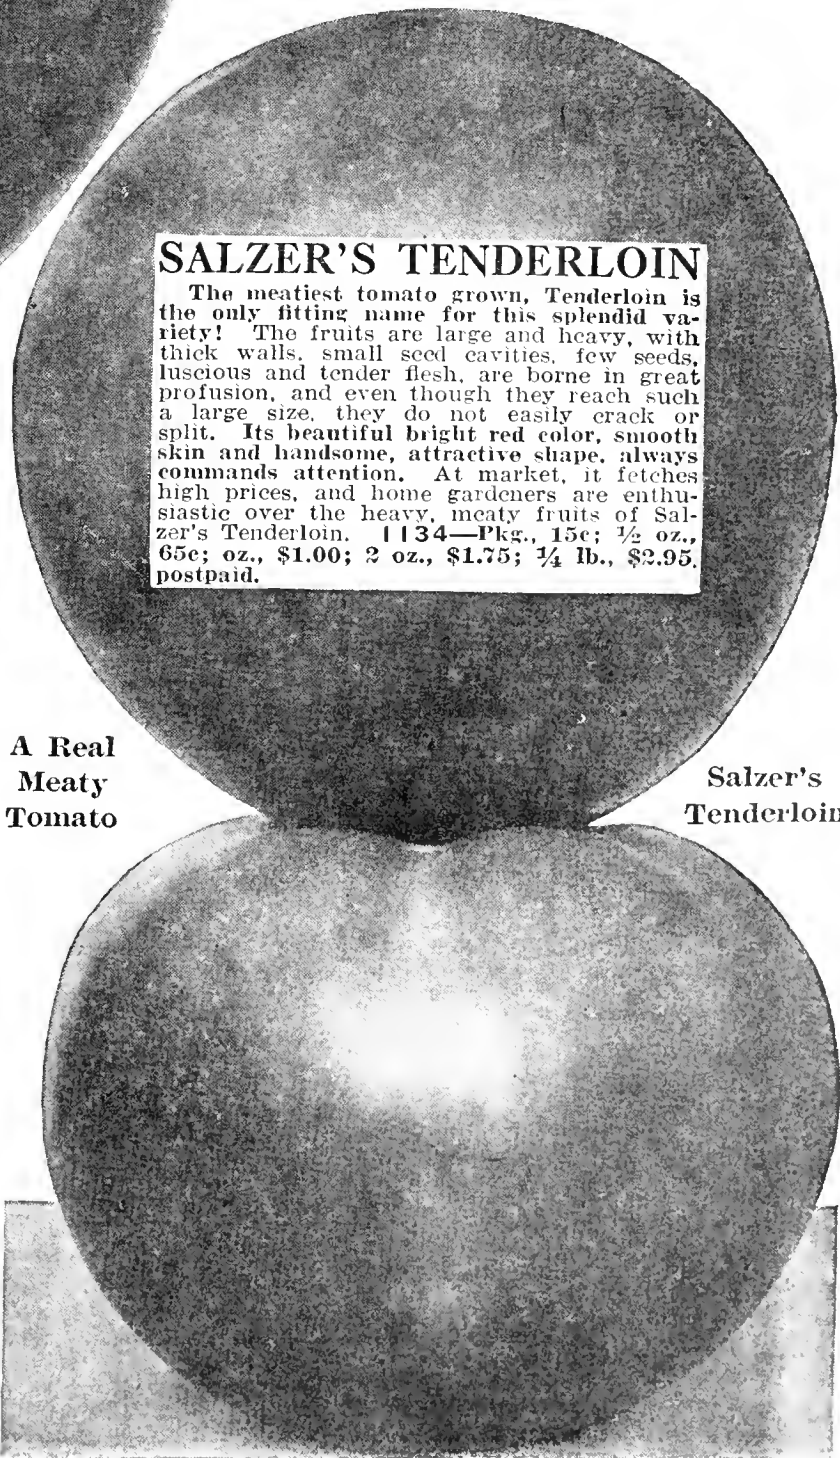 SALZER'S TENDERLOIN
The meatiest tomato grown, Tenderloin is
the only fitting name for this splendid va-
riety! The fruits are large and heavy, with
thick walls, small seed cavities, few seeds,
luscious and tender flesh, are borne in great
profusion, and even though they reach such
a large size, they do not easily crack or
split. Its beautiful bright red color, smooth
skin and handsome, attractive shape, always
commands attention. At market, it fetches
high prices, and home gardeners are enthu-
siastic over the heavy, meaty fruits of Sal-
zer's Tenderloin. 1134—Pkg., 15c; ½ oz.,
65c; oz., $1.00; 2 oz., $1.75; ¼ lb., $2.95,
postpaid.
A Real
Meaty
Tomato
Salzer's
Tenderloin